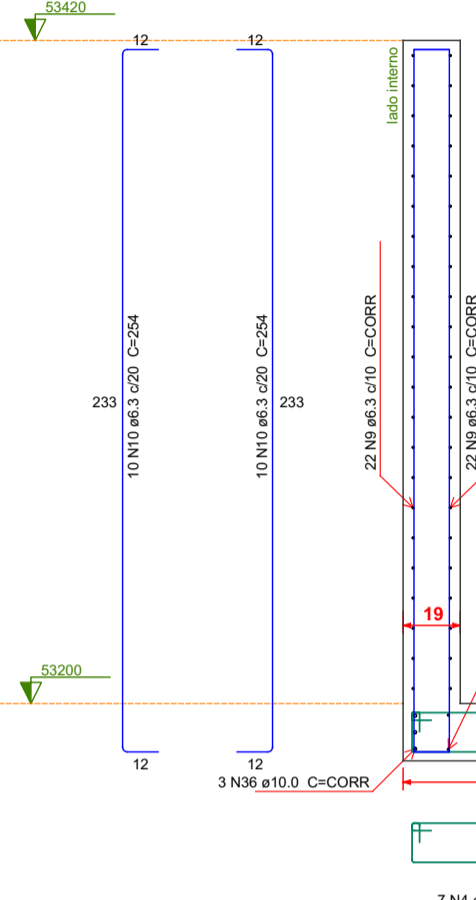 53420
12
12
lado interno
10 N10 ø6.3 c/20 C=254
10 N10 ø6.3 c/20 C=254
22 N9 ø6.3 c/10 C=CORR
22 N9 ø6.3 c/10 C=CORR
233
233
19
53200
12
12
3 N36 ø10.0 C=CORR
7 N4